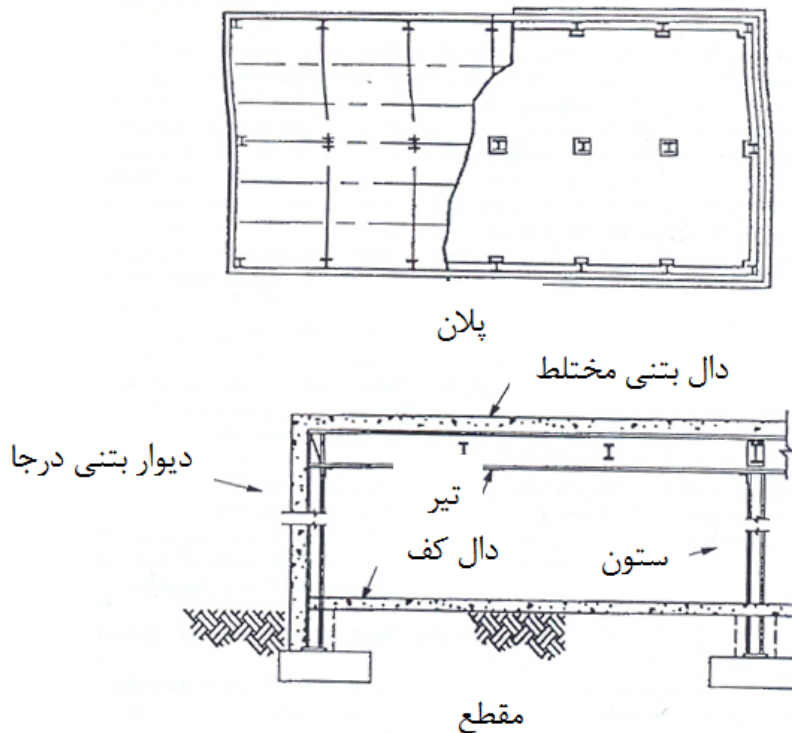 پلان
دال بتنی مختلط
دیوار بتنی درجا
تیر
دال کف
ستون
مقطع